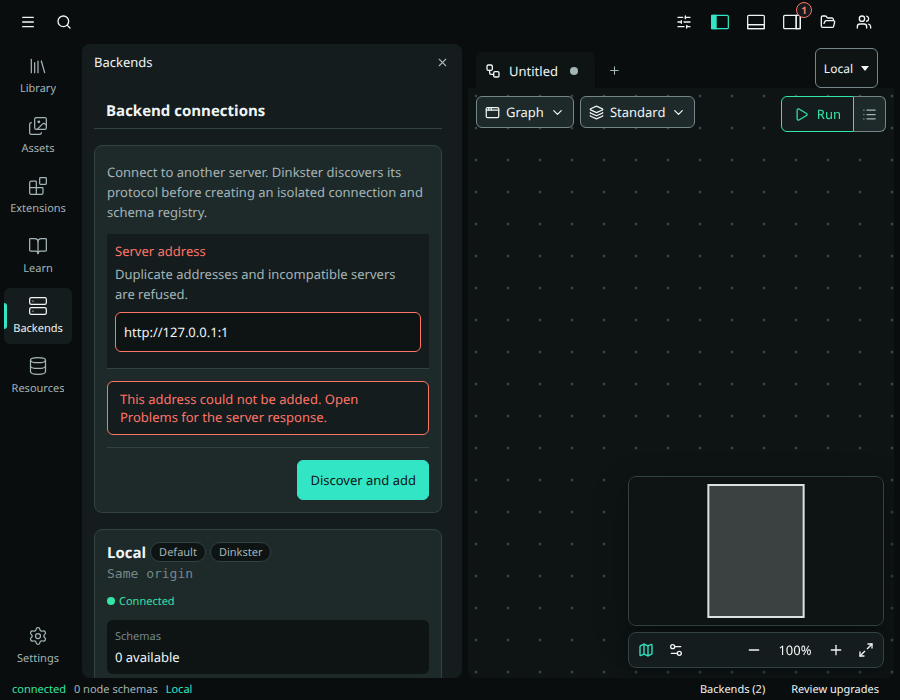 1
Library
Assets
Extensions
Learn
Backends
Resources
Settings
Backends
Backend connections
Connect to another server. Dinkster discovers its
protocol before creating an isolated connection and
schema registry.
Server address
Duplicate addresses and incompatible servers
are refused.
http://127.0.0.1:1
This address could not be added. Open
Problems for the server response.
Discover and add
Local Default Dinkster
Same origin
Connected
Schemas
0 available
Untitled
Local
Graph
Standard
Run
100%
connected 0 node schemas Local
Backends (2) Review upgrades